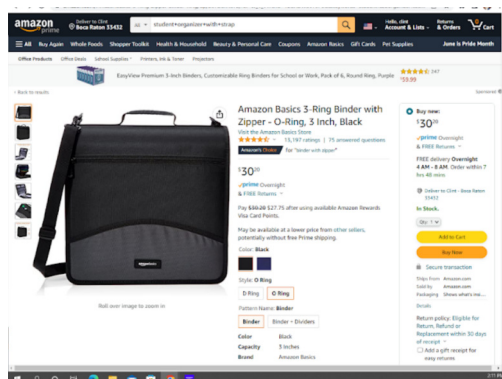 amazon
prime
Deliver to Clint
Boca Raton 33432
All
student+organizer+with+strap
Hello, clint
Account & Lists
Returns
& Orders
Cart
All Buy Again Whole Foods Shopper Toolkit Health & Household Beauty & Personal Care Coupons Amazon Basics Gift Cards Pet Supplies
June is Pride Month
Office Products Office Deals School Supplies Printers, Ink & Toner Projectors
EasyView Premium 3-Inch Binders, Customizable Ring Binders for School or Work, Pack of 6, Round Ring, Purple
247
Back to results
Sponsored
Amazon Basics 3-Ring Binder with
Zipper - O-Ring, 3 Inch, Black
Visit the Amazon Basics Store
75 answered questions
Amazon's Choice for "binder with zipper"
$30
prime Overnight
& FREE Returns
Pay $30.20 $27.75 after using available Amazon Rewards
Visa Card Points.
May be available at a lower price from other sellers,
potentially without free Prime shipping.
Color: Black
Style: O Ring
D Ring O Ring
Pattern Name: Binder
Binder Binder + Dividers
Color Black
Capacity 3 Inches
Brand Amazon Basics
amazonbasics
Roll over image to zoom in
Buy new:
$30
prime Overnight
& FREE Returns
FREE delivery Overnight
4 AM - 8 AM. Order within 7
hrs 48 mins
Deliver to Clint - Boca Raton
33432
In Stock.
Qty: 1
Add to Cart
Buy Now
Secure transaction
Ships from Amazon.com
Sold by Amazon.com
Packaging Shows what's insi...
Details
Return policy: Eligible for
Return, Refund or
Replacement within 30 days
of receipt
Add a gift receipt for
easy returns